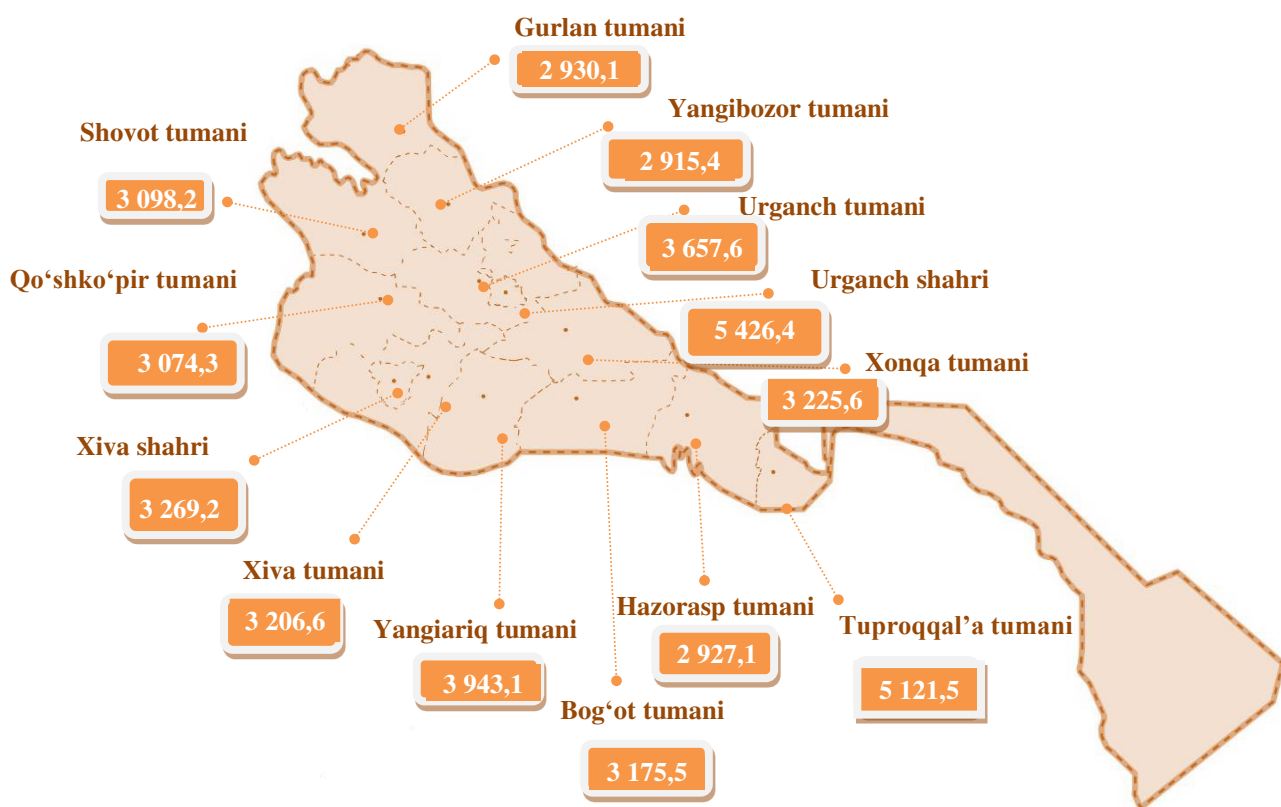 Gurlan tumani
2 930,1
Yangibozor tumani
2 915,4
Shovot tumani
3 098,2
Urganch tumani
3 657,6
Qo‘shko‘pir tumani
3 074,3
Urganch shahri
5 426,4
Xonqa tumani
3 225,6
Xiva shahri
3 269,2
Xiva tumani
3 206,6
Yangiariq tumani
3 943,1
Hazorasp tumani
2 927,1
Tuproqqal’a tumani
5 121,5
Bog‘ot tumani
3 175,5